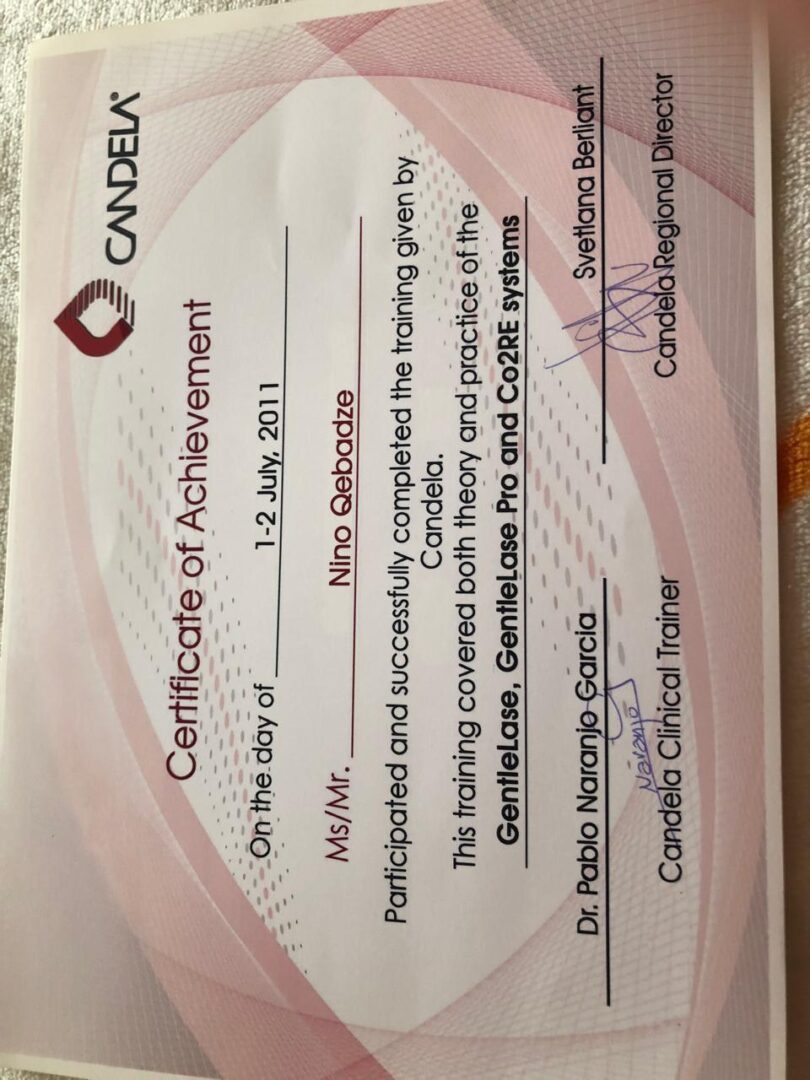 CANDELA®
Certificate of Achievement
On the day of 1-2 July, 2011
Ms/Mr. Nino Qebadze
Participated and successfully completed the training given by
Candela.
This training covered both theory and practice of the
GentleLase, GentleLase Pro and Co2RE systems
Dr. Pablo Naranjo Garcia
Naranjo
Candela Clinical Trainer
Svetlana Berliant
Candela Regional Director